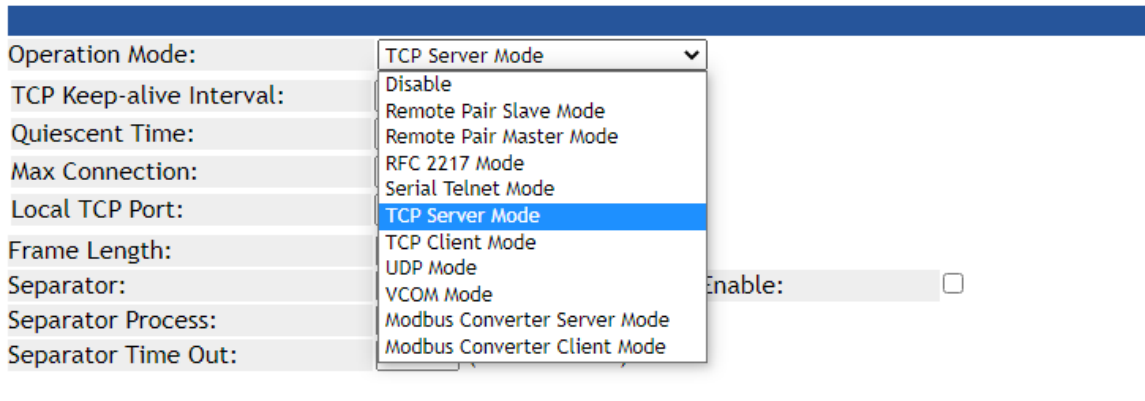 Operation Mode: TCP Server Mode
Disable
TCP Keep-alive Interval:
Remote Pair Slave Mode
Quiescent Time:
Remote Pair Master Mode
Max Connection:
RFC 2217 Mode
Serial Telnet Mode
Local TCP Port:
TCP Server Mode
Frame Length:
TCP Client Mode
UDP Mode
Separator: Enable:
VCOM Mode
Separator Process:
Modbus Converter Server Mode
Separator Time Out:
Modbus Converter Client Mode